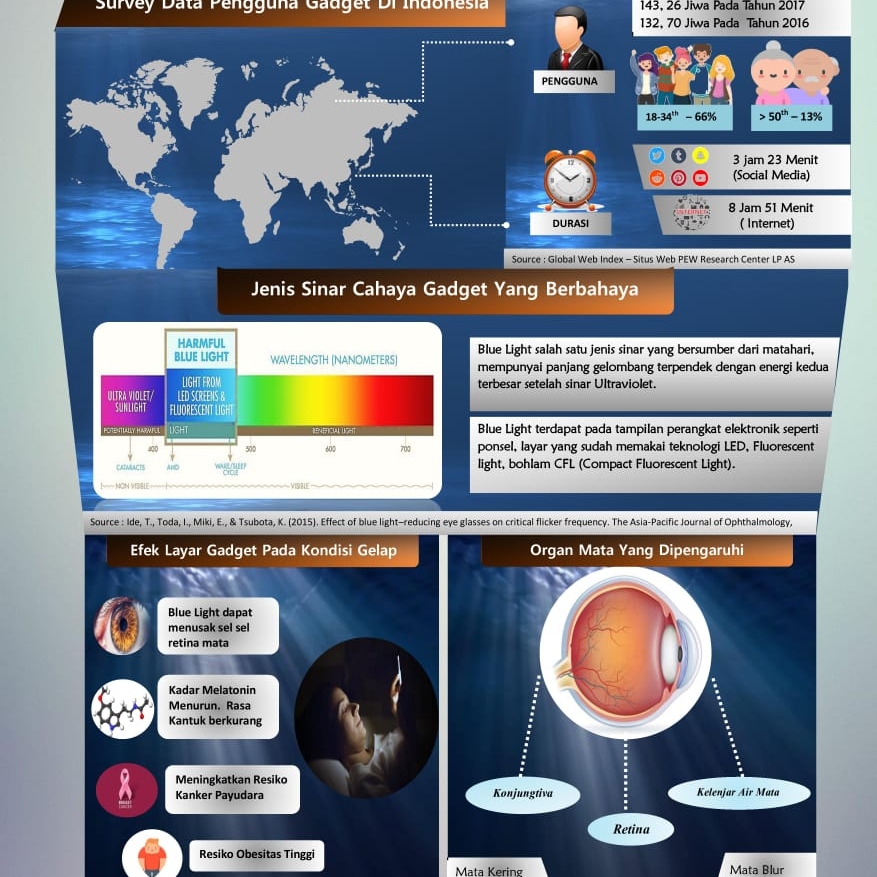 Survey Data Pengguna Gadget Di Indonesia
143, 26 Jiwa Pada Tahun 2017
132, 70 Jiwa Pada Tahun 2016
PENGGUNA
18-34th – 66%
> 50th – 13%
3 jam 23 Menit
(Social Media)
INTERNET
8 Jam 51 Menit
( Internet)
DURASI
Source : Global Web Index – Situs Web PEW Research Center LP AS
Jenis Sinar Cahaya Gadget Yang Berbahaya
HARMFUL
BLUE LIGHT
WAVELENGTH (NANOMETERS)
ULTRA VIOLET/
SUNLIGHT
LIGHT FROM
LED SCREENS &
FLUORESCENT LIGHT
POTENTIALLY HARMFUL
LIGHT
BENEFICIAL LIGHT
400
500
600
700
CATARACTS
AMD
WAKE/SLEEP
CYCLE
NON VISIBLE
VISIBLE
Blue Light salah satu jenis sinar yang bersumber dari matahari,
mempunyai panjang gelombang terpendek dengan energi kedua
terbesar setelah sinar Ultraviolet.
Blue Light terdapat pada tampilan perangkat elektronik seperti
ponsel, layar yang sudah memakai teknologi LED, Fluorescent
light, bohlam CFL (Compact Fluorescent Light).
Source : Ide, T., Toda, I., Miki, E., & Tsubota, K. (2015). Effect of blue light–reducing eye glasses on critical flicker frequency. The Asia-Pacific Journal of Ophthalmology,
Efek Layar Gadget Pada Kondisi Gelap
Blue Light dapat
menusak sel sel
retina mata
Kadar Melatonin
Menurun. Rasa
Kantuk berkurang
BREAST
CANCER
Meningkatkan Resiko
Kanker Payudara
Resiko Obesitas Tinggi
Organ Mata Yang Dipengaruhi
Konjungtiva
Retina
Kelenjar Air Mata
Mata Kering
Mata Blur